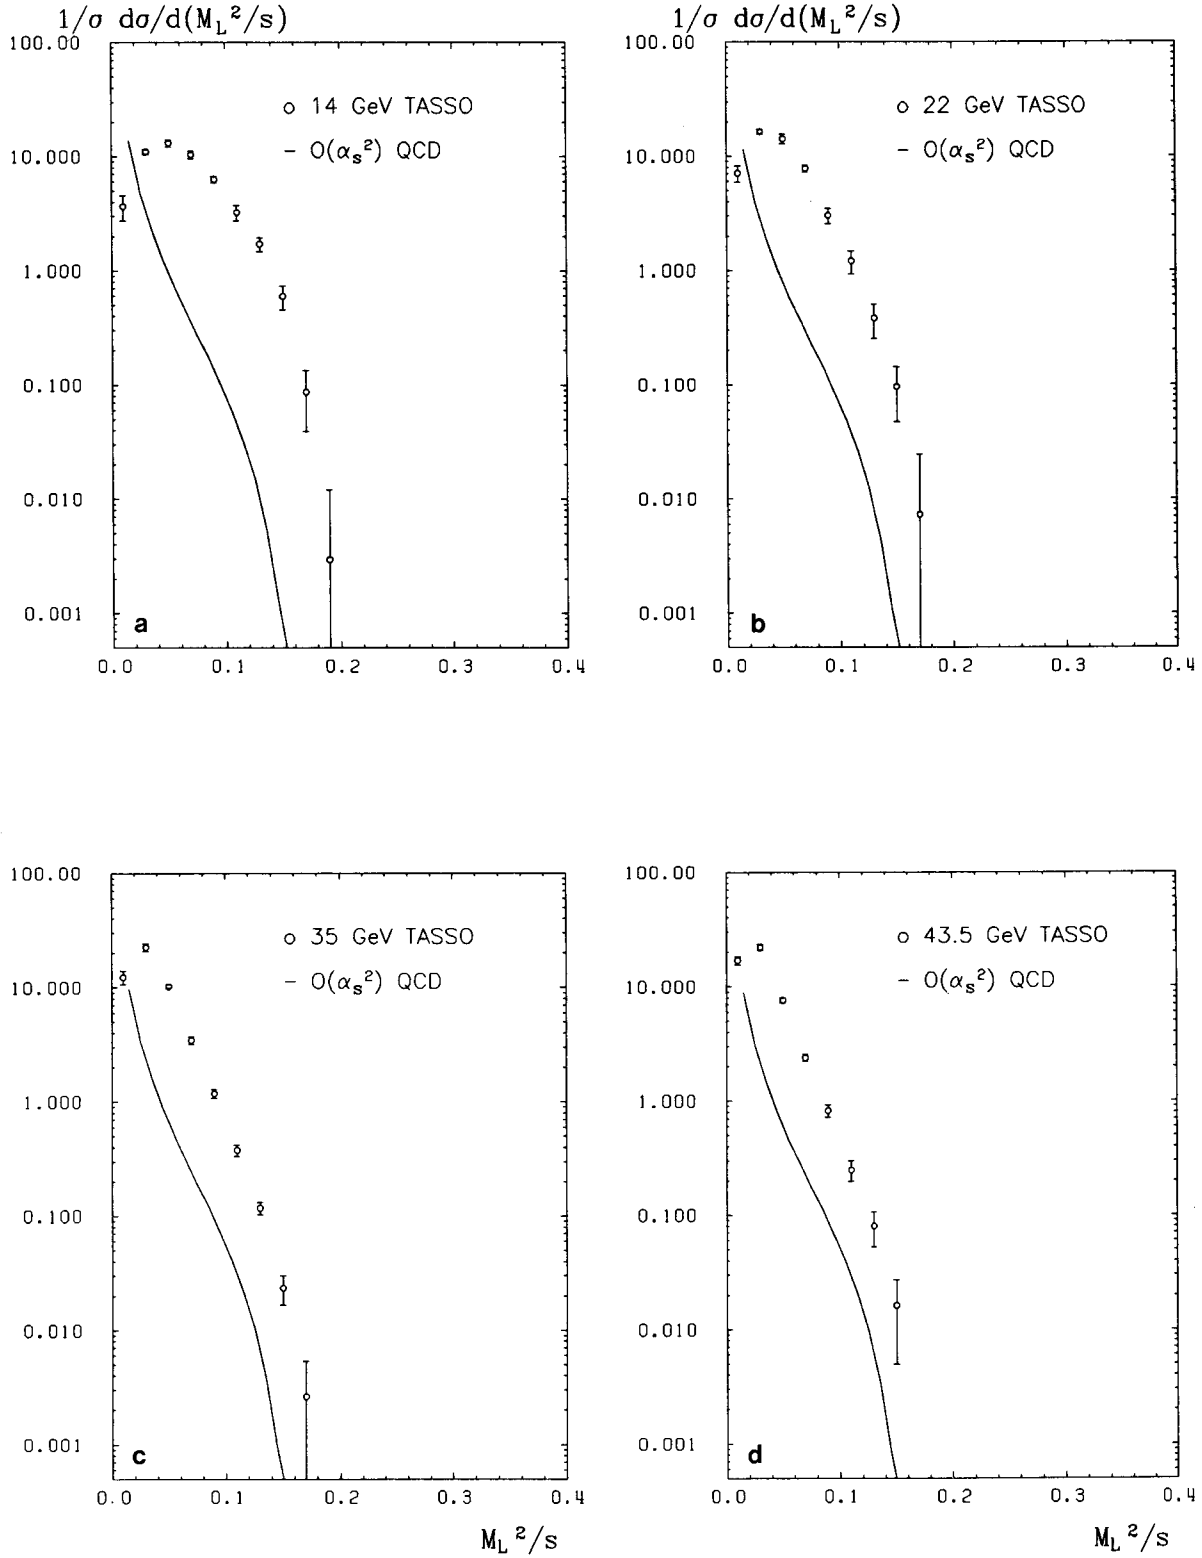 1/σ dσ/d(M_L²/s)
100.00
10.000
1.000
0.100
0.010
0.001
○ 14 GeV TASSO
– O(α_s²) QCD
a
0.0 0.1 0.2 0.3 0.4
1/σ dσ/d(M_L²/s)
100.00
10.000
1.000
0.100
0.010
0.001
○ 22 GeV TASSO
– O(α_s²) QCD
b
0.0 0.1 0.2 0.3 0.4
100.00
10.000
1.000
0.100
0.010
0.001
○ 35 GeV TASSO
– O(α_s²) QCD
c
0.0 0.1 0.2 0.3 0.4
M_L²/s
100.00
10.000
1.000
0.100
0.010
0.001
○ 43.5 GeV TASSO
– O(α_s²) QCD
d
0.0 0.1 0.2 0.3 0.4
M_L²/s